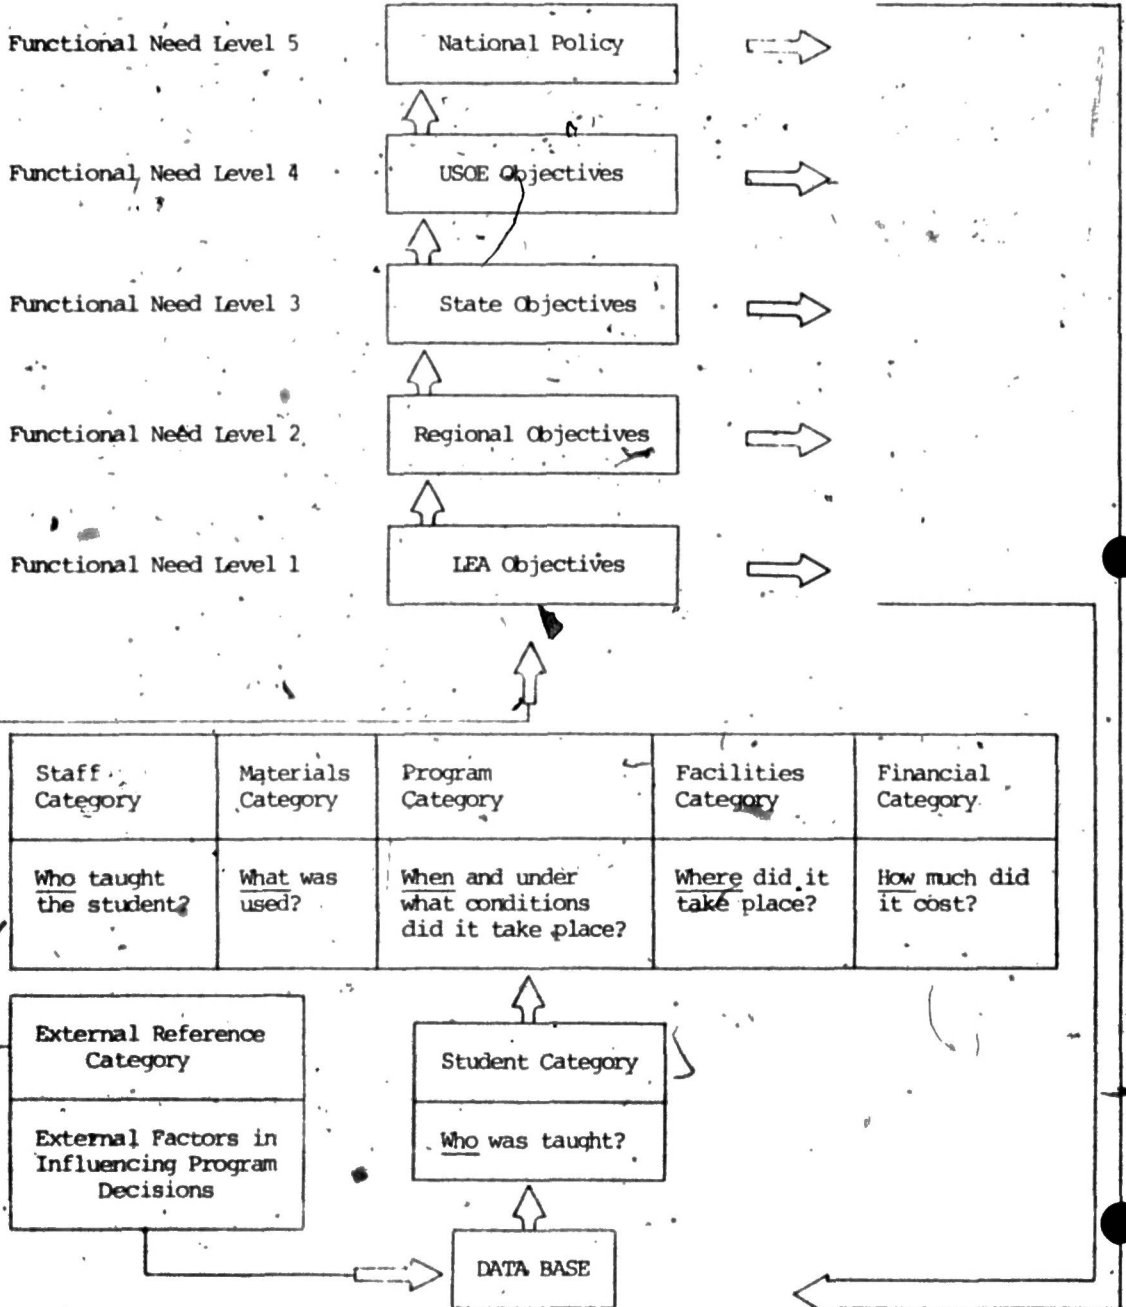 Functional Need Level 5
National Policy
Functional Need Level 4
USOE Objectives
Functional Need Level 3
State Objectives
Functional Need Level 2
Regional Objectives
Functional Need Level 1
LEA Objectives
Staff
Category
Materials
Category
Program
Category
Facilities
Category
Financial
Category
Who taught
the student?
What was
used?
When and under
what conditions
did it take place?
Where did it
take place?
How much did
it cost?
External Reference
Category
External Factors in
Influencing Program
Decisions
Student Category
Who was taught?
DATA BASE